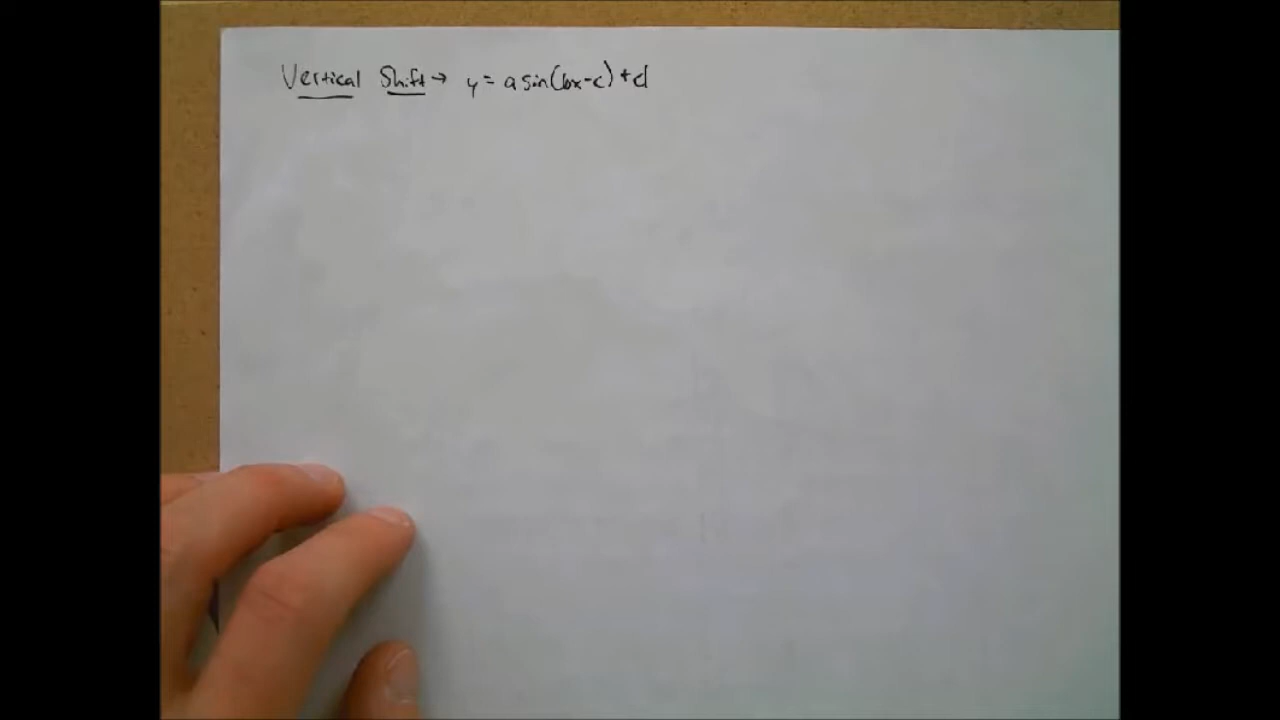 Vertical Shift → y = a sin(bx-c) + d